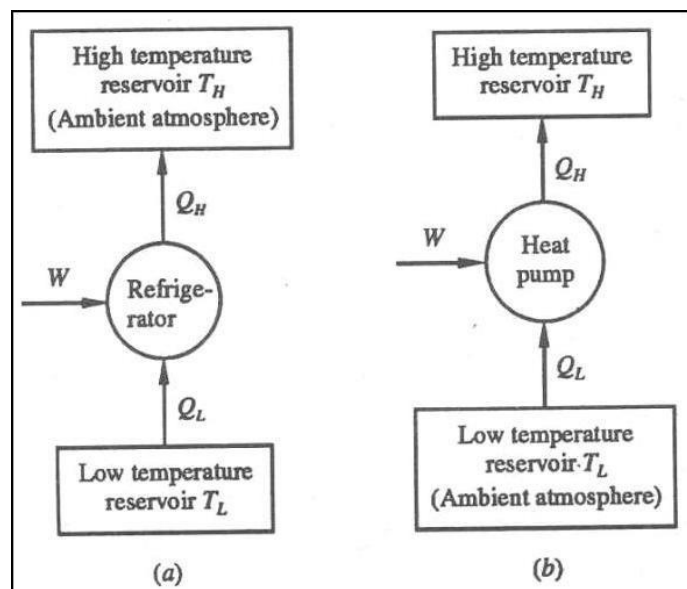 High temperature
reservoir T_H
(Ambient atmosphere)
Q_H
W
Refrige-
rator
Q_L
Low temperature
reservoir T_L
(a)
High temperature
reservoir T_H
Q_H
W
Heat
pump
Q_L
Low temperature
reservoir T_L
(Ambient atmosphere)
(b)